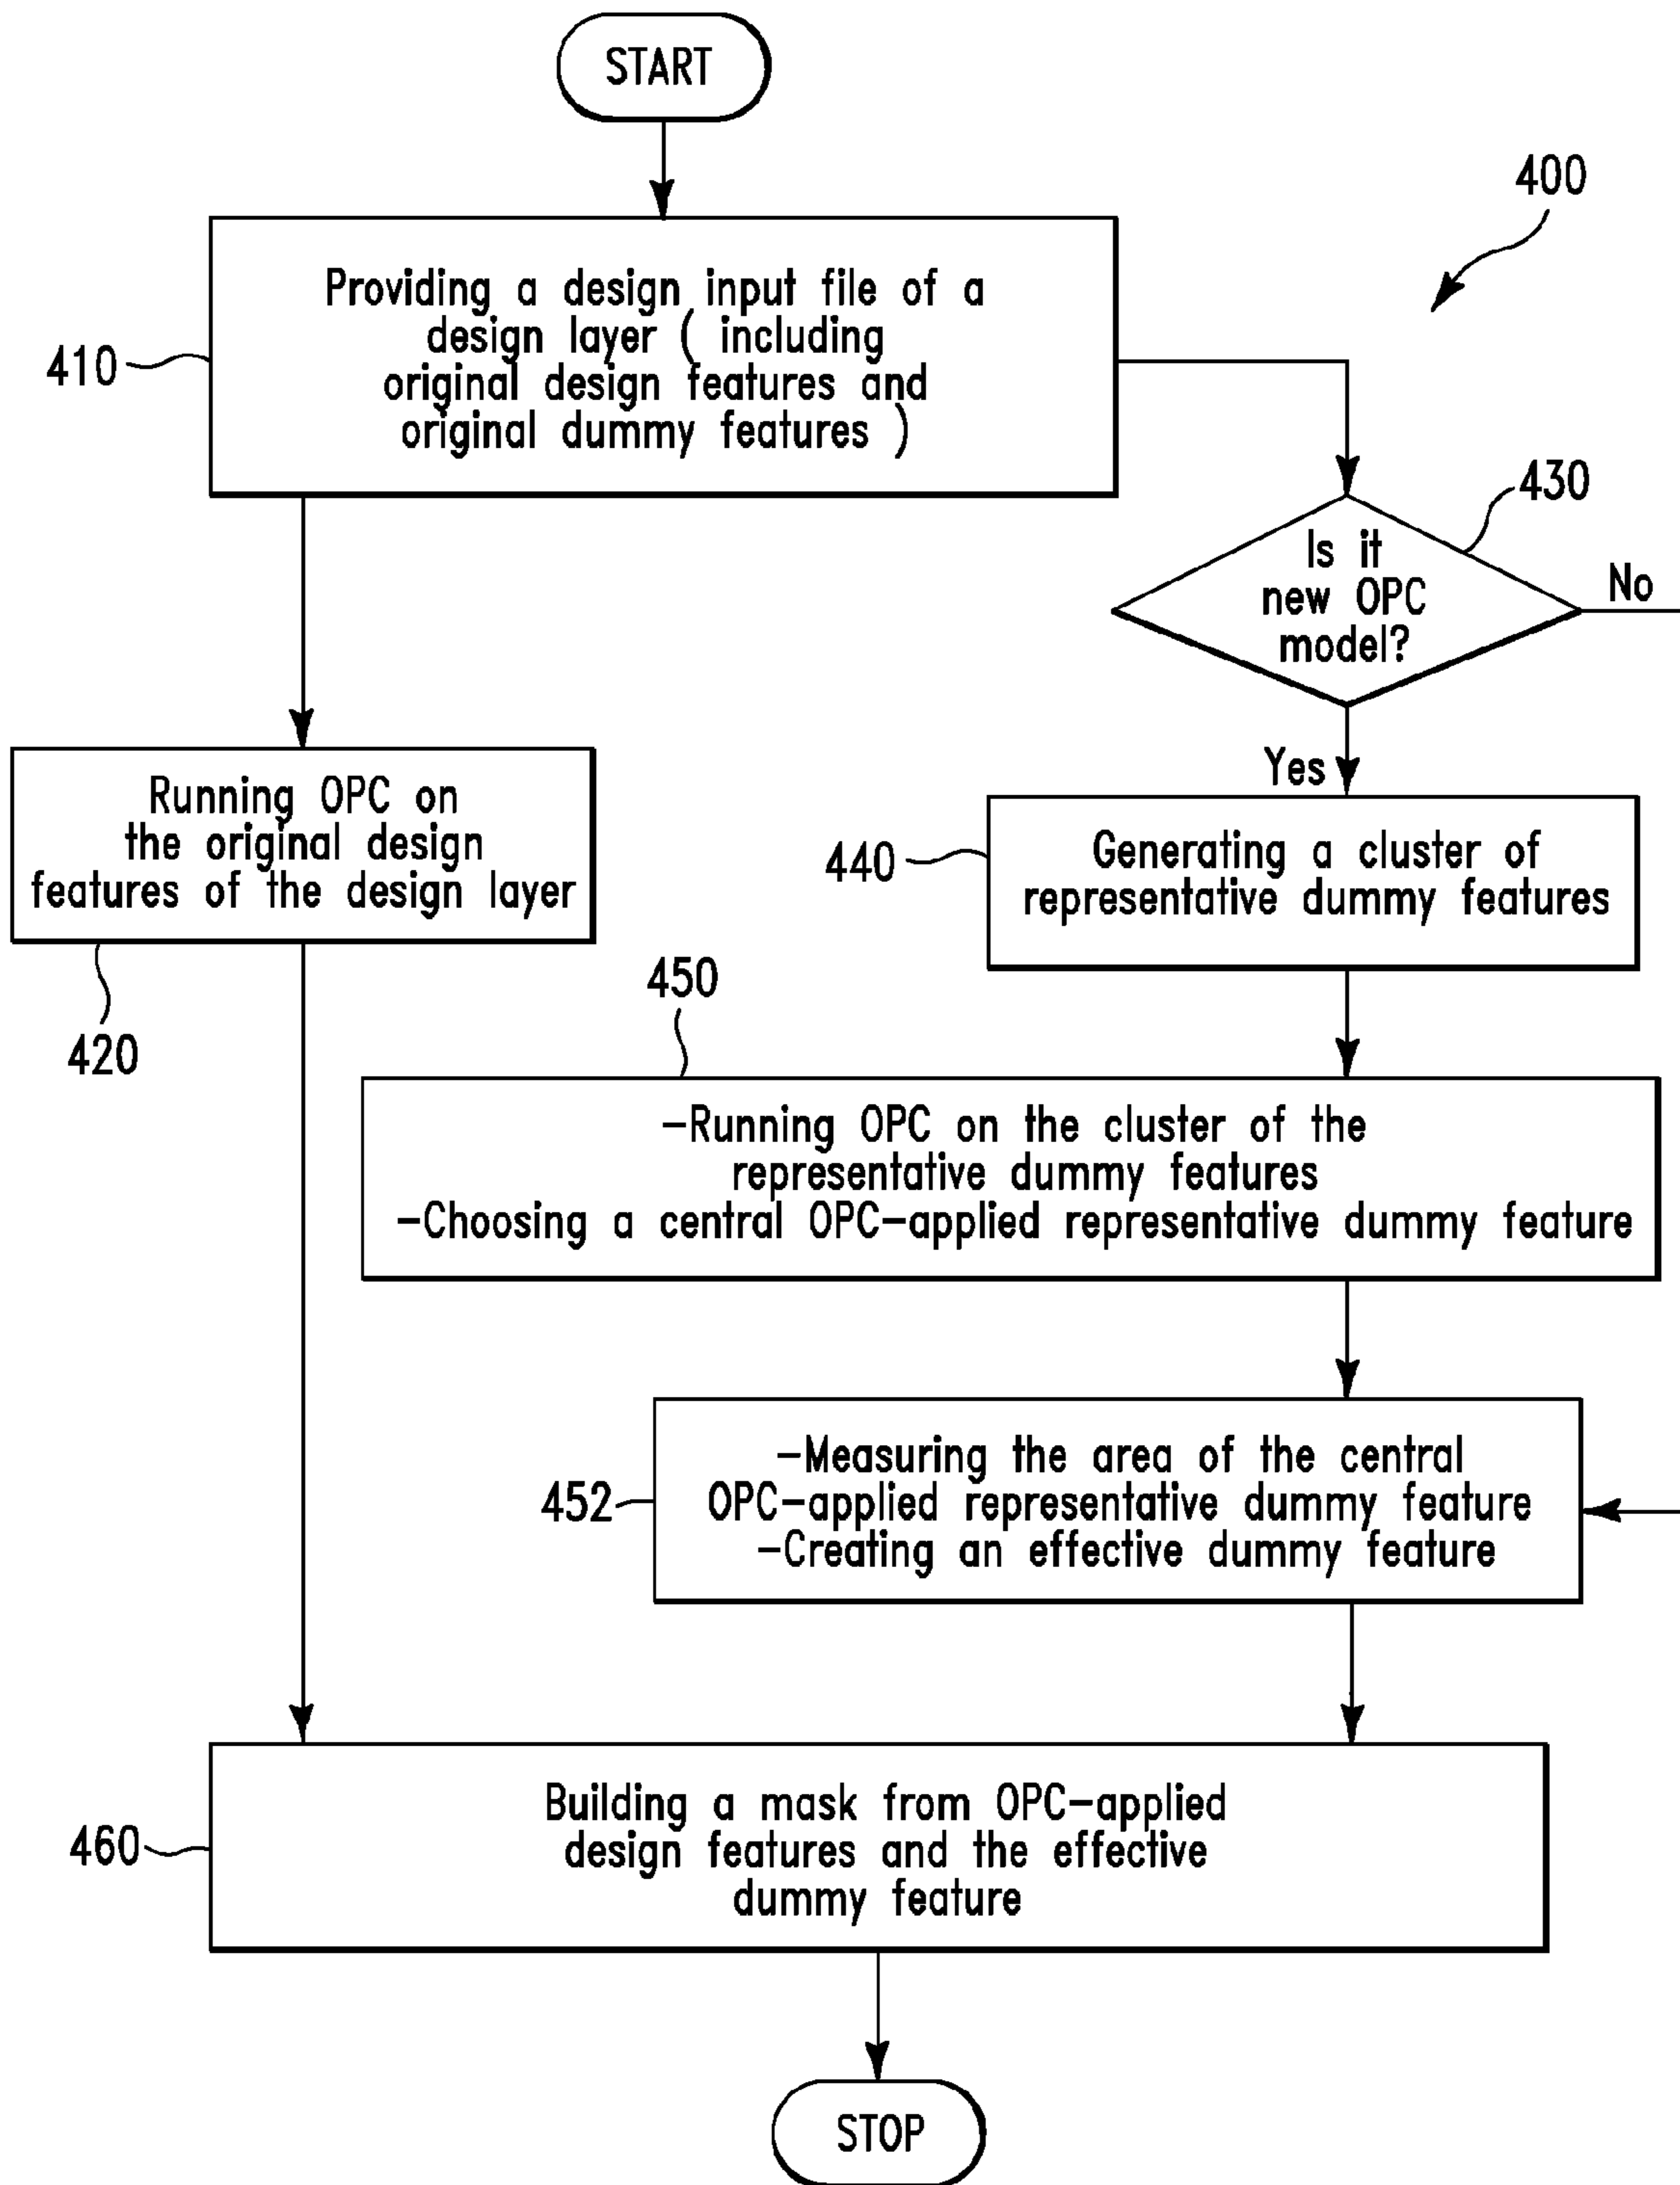 START
400
Providing a design input file of a
design layer ( including
original design features and
original dummy features )
410
430
Is it
new OPC
model?
No
Yes
Running OPC on
the original design
features of the design layer
420
440
Generating a cluster of
representative dummy features
450
-Running OPC on the cluster of the
representative dummy features
-Choosing a central OPC-applied representative dummy feature
452
-Measuring the area of the central
OPC-applied representative dummy feature
-Creating an effective dummy feature
460
Building a mask from OPC-applied
design features and the effective
dummy feature
STOP